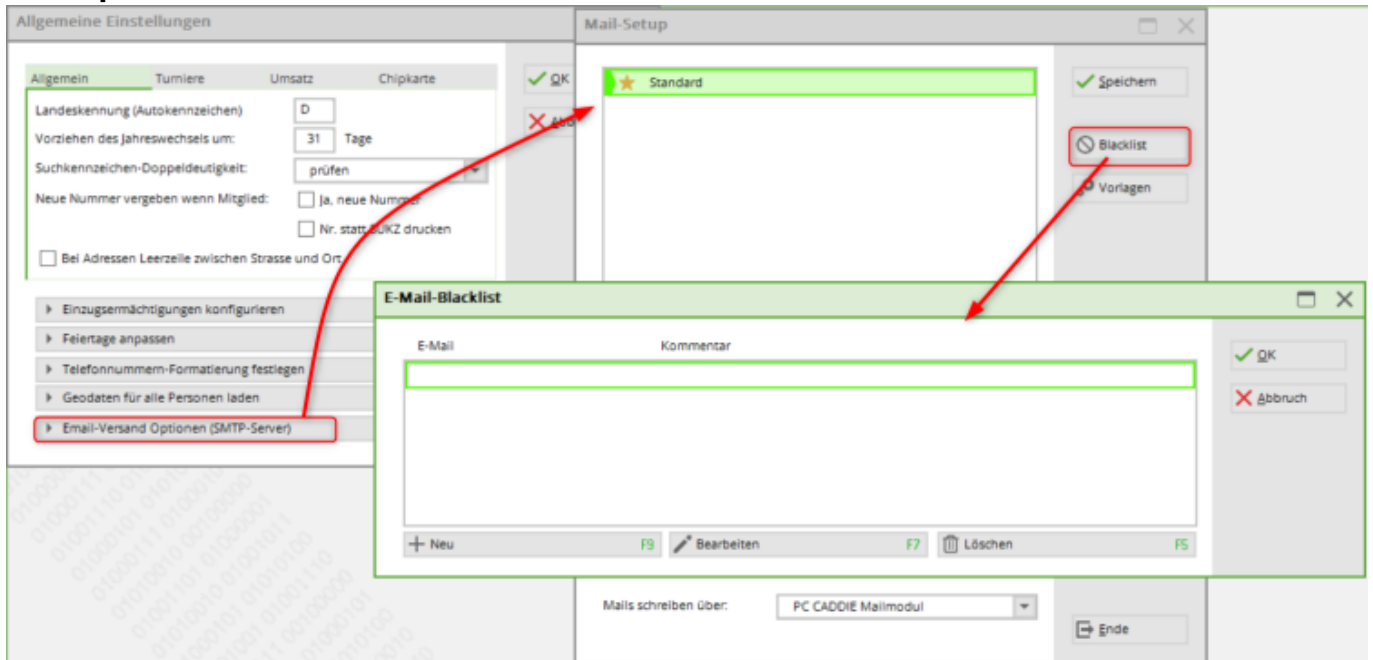 Allgemeine Einstellungen
Allgemein Turniere Umsatz Chipkarte
Landeskennung (Autokennzeichen) D
Vorziehen des Jahreswechsels um: 31 Tage
Suchkennzeichen-Doppeldeutigkeit: prüfen
Neue Nummer vergeben wenn Mitglied: Ja, neue Nummer
Nr. statt SUKZ drucken
Bei Adressen Leerzeile zwischen Strasse und Ort
OK
Einzugsermächtigungen konfigurieren
Feiertage anpassen
Telefonnummern-Formatierung festlegen
Geodaten für alle Personen laden
Email-Versand Optionen (SMTP-Server)
Mail-Setup
Standard
Speichern
Blacklist
Vorlagen
E-Mail-Blacklist
E-Mail Kommentar
OK
Abbruch
Neu F9 Bearbeiten F7 Löschen F5
Mails schreiben über: PC CADDIE Mailmodul
Ende